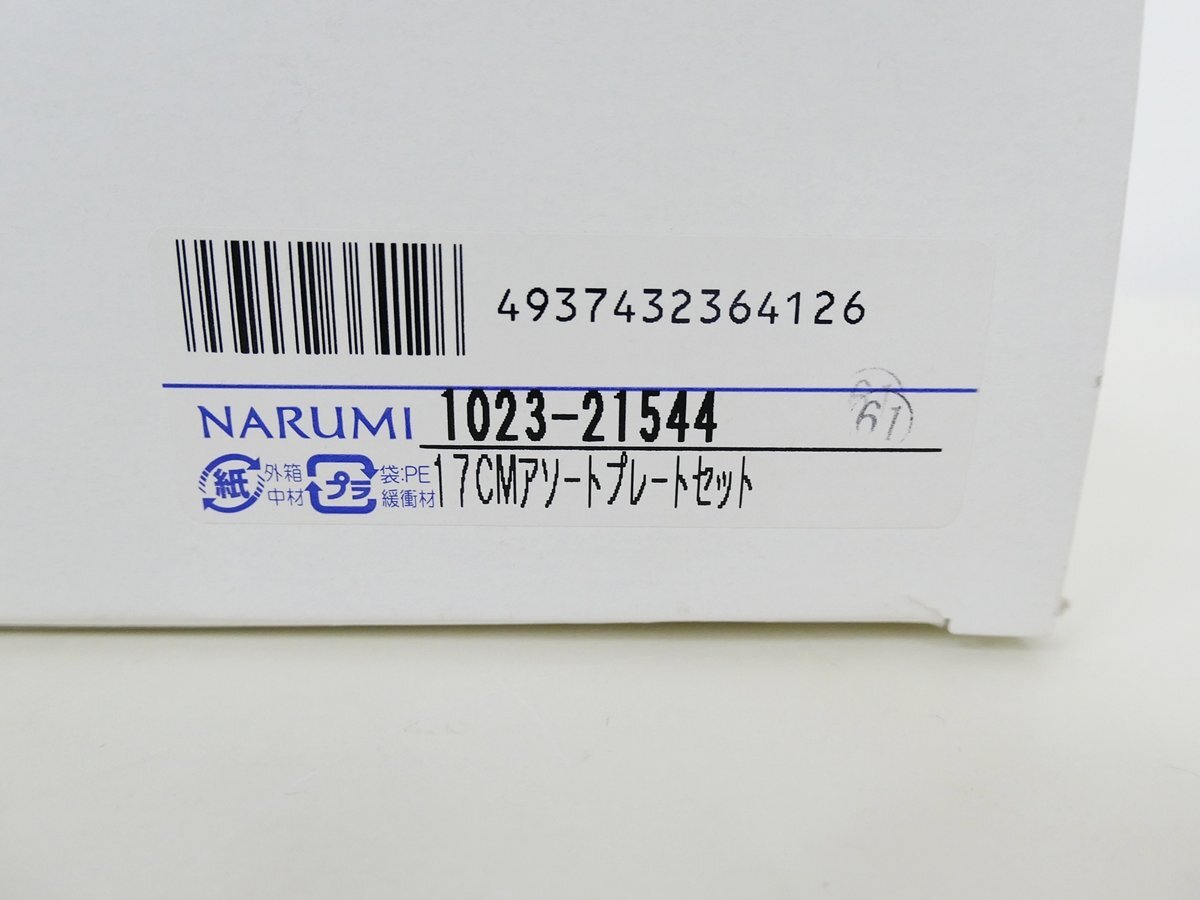 4937432364126
NARUMI 1023-21544
61
紙 外箱 中材 プラ 袋:PE 緩衝材
17CMアソートプレートセット